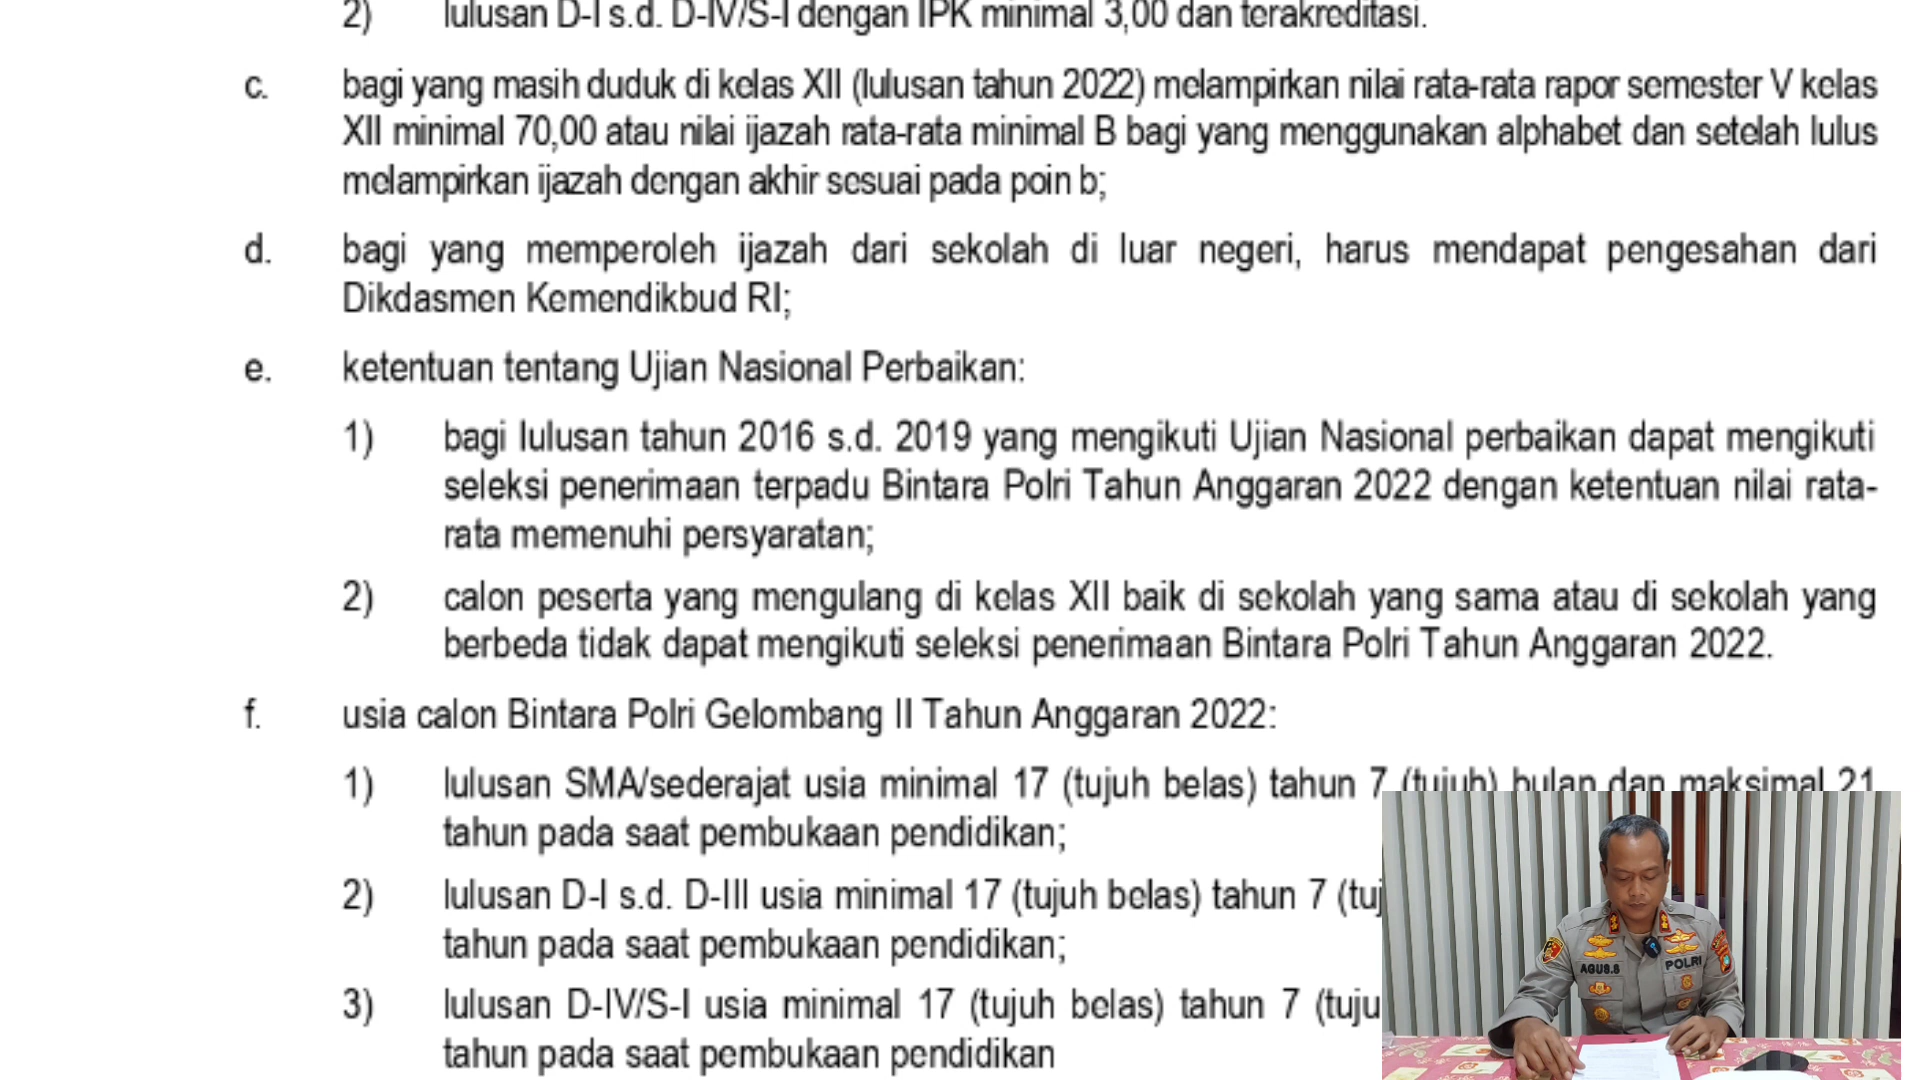 2) lulusan D-I s.d. D-IV/S-I dengan IPK minimal 3,00 dan terakreditasi.
c. bagi yang masih duduk di kelas XII (lulusan tahun 2022) melampirkan nilai rata-rata rapor semester V kelas
XII minimal 70,00 atau nilai ijazah rata-rata minimal B bagi yang menggunakan alphabet dan setelah lulus
melampirkan ijazah dengan akhir sesuai pada poin b;
d. bagi yang memperoleh ijazah dari sekolah di luar negeri, harus mendapat pengesahan dari
Dikdasmen Kemendikbud RI;
e. ketentuan tentang Ujian Nasional Perbaikan:
1) bagi lulusan tahun 2016 s.d. 2019 yang mengikuti Ujian Nasional perbaikan dapat mengikuti
seleksi penerimaan terpadu Bintara Polri Tahun Anggaran 2022 dengan ketentuan nilai rata-
rata memenuhi persyaratan;
2) calon peserta yang mengulang di kelas XII baik di sekolah yang sama atau di sekolah yang
berbeda tidak dapat mengikuti seleksi penerimaan Bintara Polri Tahun Anggaran 2022.
f. usia calon Bintara Polri Gelombang II Tahun Anggaran 2022:
1) lulusan SMA/sederajat usia minimal 17 (tujuh belas) tahun 7 (tujuh) bulan dan maksimal 21
tahun pada saat pembukaan pendidikan;
2) lulusan D-I s.d. D-III usia minimal 17 (tujuh belas) tahun 7 (tuj
tahun pada saat pembukaan pendidikan;
3) lulusan D-IV/S-I usia minimal 17 (tujuh belas) tahun 7 (tuju
tahun pada saat pembukaan pendidikan
AGUS.S
POLRI